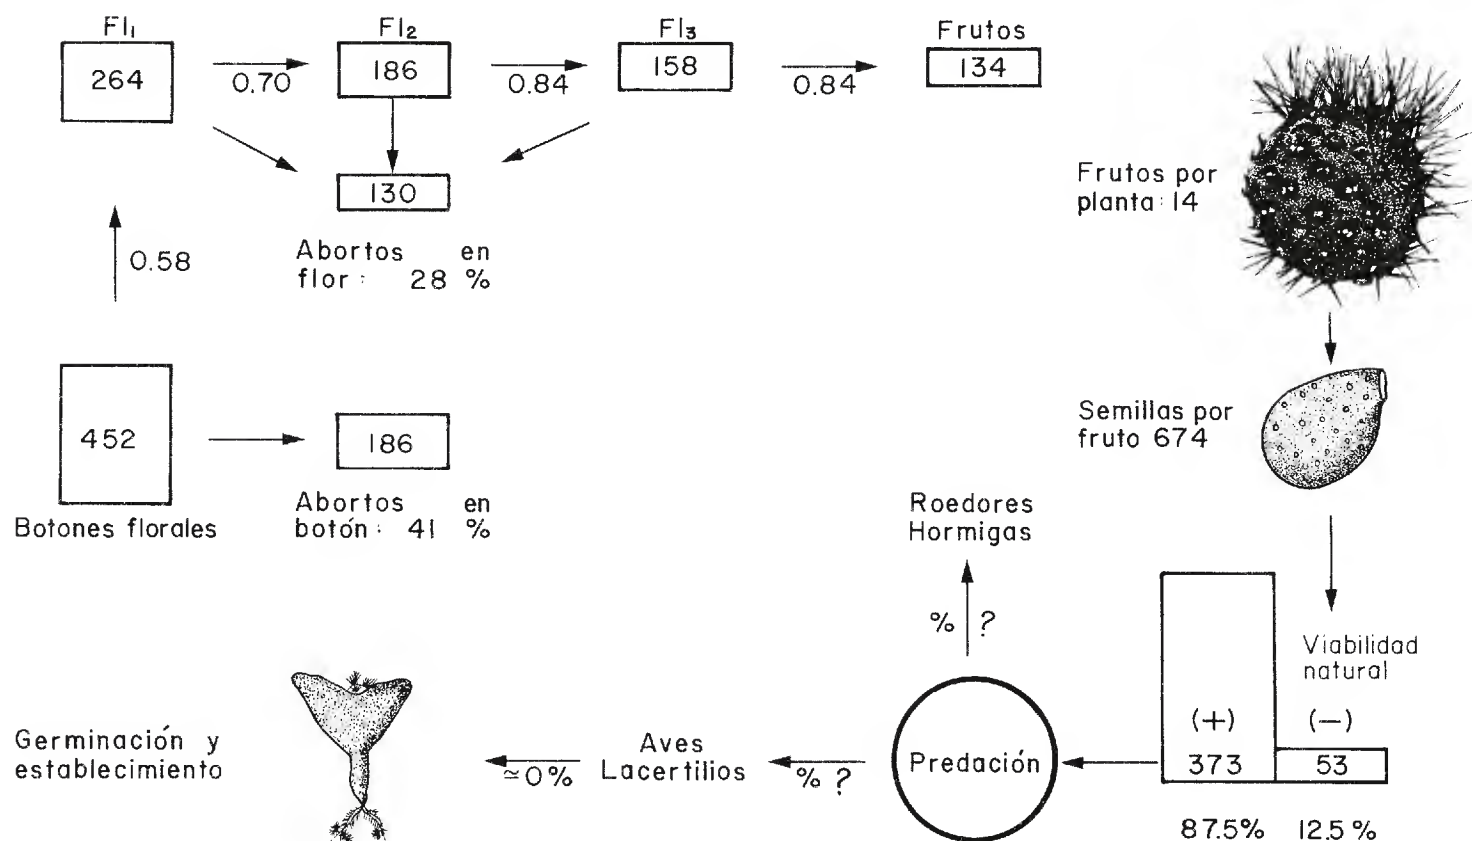 Fl₁
264
0.70
Fl₂
186
0.84
Fl₃
158
0.84
Frutos
134
130
Abortos en
flor: 28 %
0.58
452
Botones florales
186
Abortos en
botón: 41 %
Frutos por
planta: 14
Semillas por
fruto 674
Viabilidad
natural
(+)
(—)
373
53
87.5%
12.5 %
Predación
% ?
Roedores
Hormigas
% ?
Aves
Lacertilios
≃0%
Germinación y
establecimiento